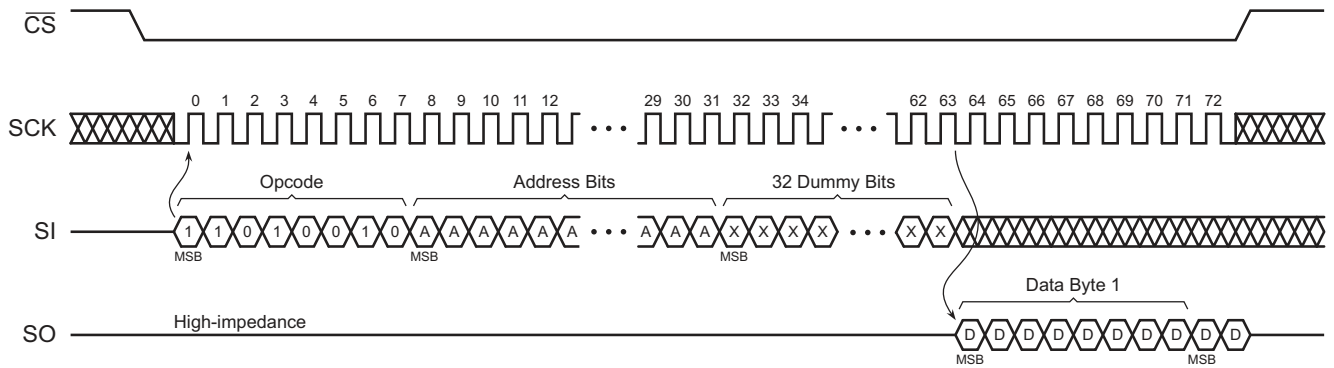 CS
0 1 2 3 4 5 6 7 8 9 10 11 12 29 30 31 32 33 34 62 63 64 65 66 67 68 69 70 71 72
SCK
Opcode Address Bits 32 Dummy Bits
SI 1 1 0 1 0 0 1 0 A A A A A A A A A X X X X X X
MSB MSB MSB
Data Byte 1
High-impedance
SO D D D D D D D D D D
MSB MSB